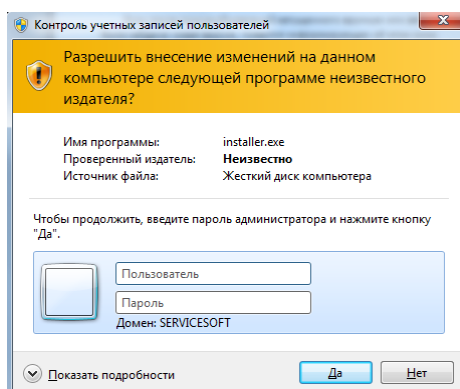 Контроль учетных записей пользователей
Разрешить внесение изменений на данном
компьютере следующей программе неизвестного
издателя?
Имя программы: installer.exe
Проверенный издатель: Неизвестно
Источник файла: Жесткий диск компьютера
Чтобы продолжить, введите пароль администратора и нажмите кнопку
"Да".
Пользователь
Пароль
Домен: SERVICESOFT
Показать подробности Да Нет